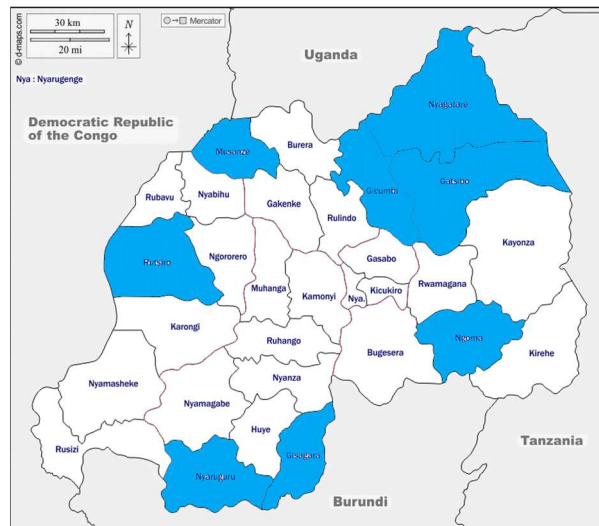 30 km
20 mi
N
Mercator
© d-maps.com
Nya : Nyarugenge
Uganda
Democratic Republic
of the Congo
Nyagatare
Musanze
Burera
Gicumbi
Gatsibo
Rubavu
Nyabihu
Gakenke
Rulindo
Kayonza
Rutsiro
Ngororero
Gasabo
Muhanga
Kamonyi
Nya.
Kicukiro
Rwamagana
Karongi
Ruhango
Bugesera
Ngoma
Kirehe
Nyamasheke
Nyanza
Nyamagabe
Huye
Rusizi
Gisagara
Nyaruguru
Tanzania
Burundi